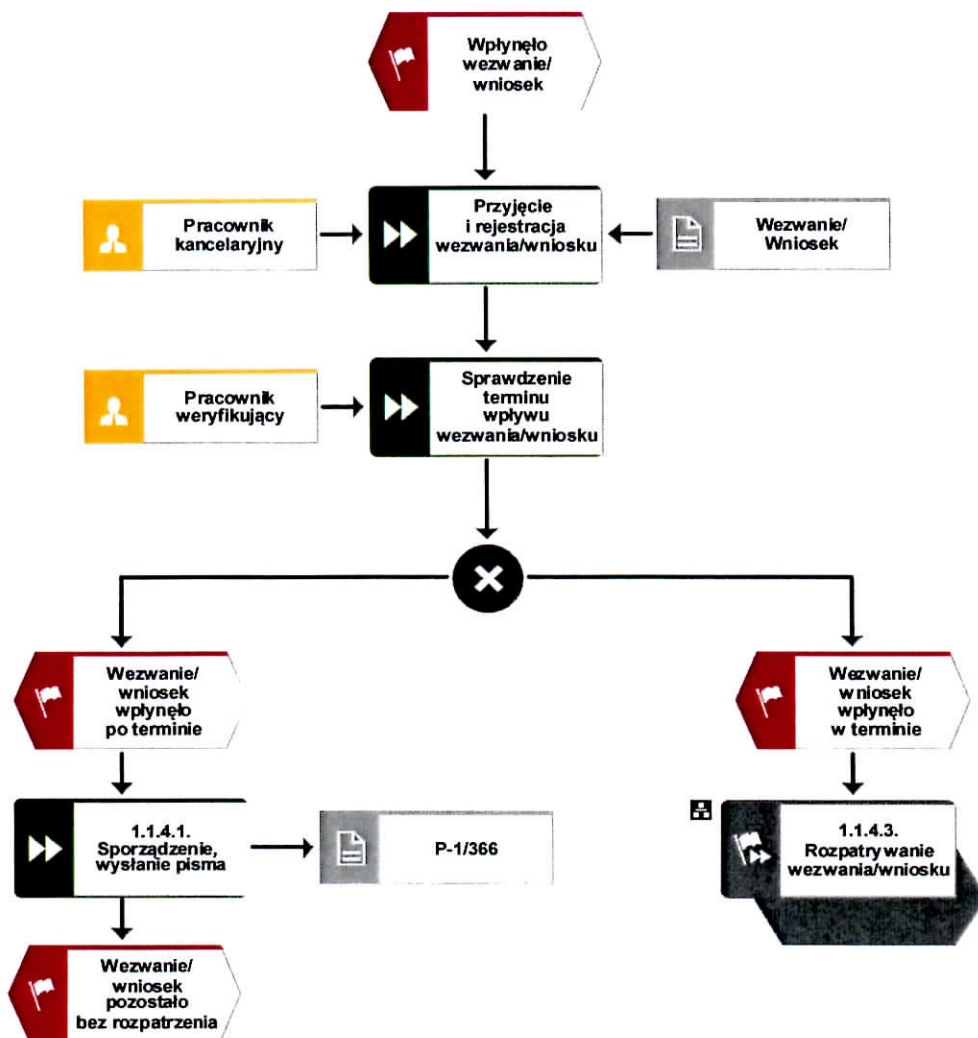 Wpłynęło
wezwanie/
wniosek
Pracownik
kancelaryjny
Przyjęcie
i rejestracja
wezwania/wniosku
Wezwanie/
Wniosek
Pracownik
weryfikujący
Sprawdzenie
terminu
wpływu
wezwania/wniosku
Wezwanie/
wniosek
wpłynęło
po terminie
Wezwanie/
wniosek
wpłynęło
w terminie
1.1.4.1.
Sporządzenie,
wysłanie pisma
P-1/366
1.1.4.3.
Rozpatrywanie
wezwania/wniosku
Wezwanie/
wniosek
pozostało
bez rozpatrzenia